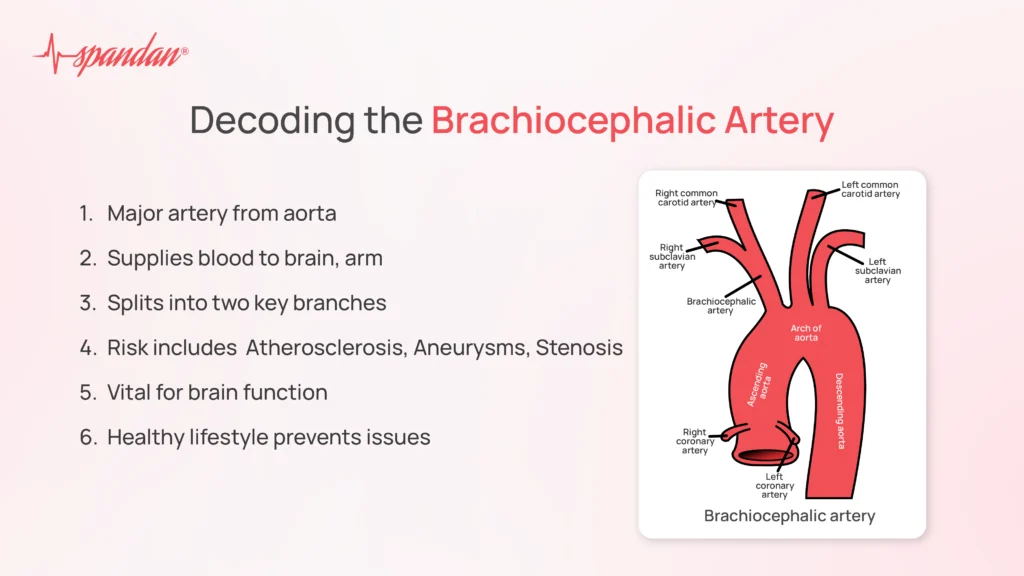 spandan®
Decoding the Brachiocephalic Artery
1. Major artery from aorta
2. Supplies blood to brain, arm
3. Splits into two key branches
4. Risk includes Atherosclerosis, Aneurysms, Stenosis
5. Vital for brain function
6. Healthy lifestyle prevents issues
Right common
carotid artery
Left common
carotid artery
Right
subclavian
artery
Left
subclavian
artery
Brachiocephalic
artery
Arch of
aorta
Ascending
aorta
Descending aorta
Right
coronary
artery
Left
coronary
artery
Brachiocephalic artery